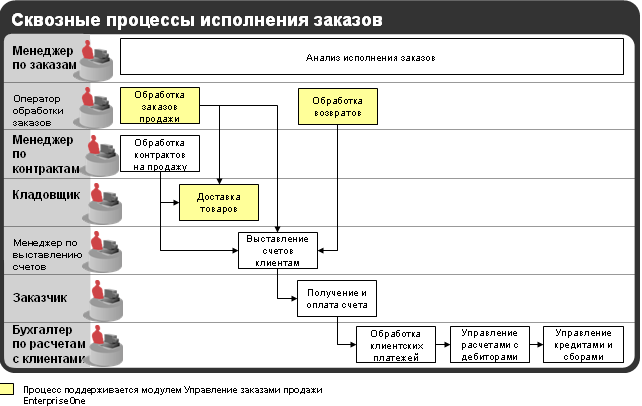 Сквозные процессы исполнения заказов
Менеджер
по заказам
Анализ исполнения заказов
Оператор
обработки
заказов
Обработка
заказов
продажи
Обработка
возвратов
Менеджер
по
контрактам
Обработка
контрактов
на продажу
Кладовщик
Доставка
товаров
Менеджер по
выставлению
счетов
Выставление
счетов
клиентам
Заказчик
Получение и
оплата счета
Бухгалтер
по расчетам
с клиентами
Обработка
клиентских
платежей
Управление
расчетами с
дебиторами
Управление
кредитами и
сборами
Процесс поддерживается модулем Управление заказами продажи
EnterpriseOne